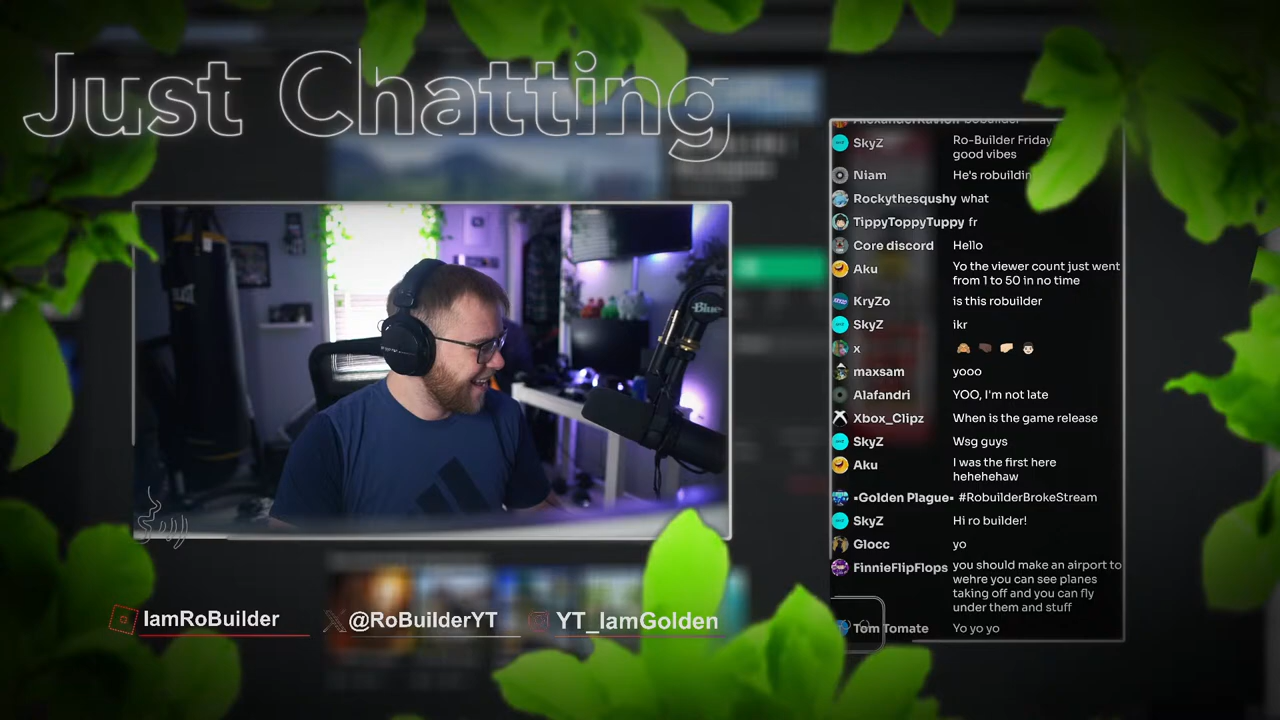 Just Chatting
SkyZ Ro-Builder Friday
good vibes
Niam He's robuildin
Rockythesqushy what
TippyToppyTuppy fr
Core discord Hello
Aku Yo the viewer count just went
from 1 to 50 in no time
KryZo is this robuilder
SkyZ ikr
x
maxsam yooo
Alafandri YOO, I'm not late
Xbox_Clipz When is the game release
SkyZ Wsg guys
Aku I was the first here
hehehehaw
•Golden Plague• #RobuilderBrokeStream
SkyZ Hi ro builder!
Glocc yo
FinnieFlipFlops you should make an airport to
wehre you can see planes
taking off and you can fly
under them and stuff
Tom Tomate Yo yo yo
Blue
IamRoBuilder
@RoBuilderYT
YT_IamGolden